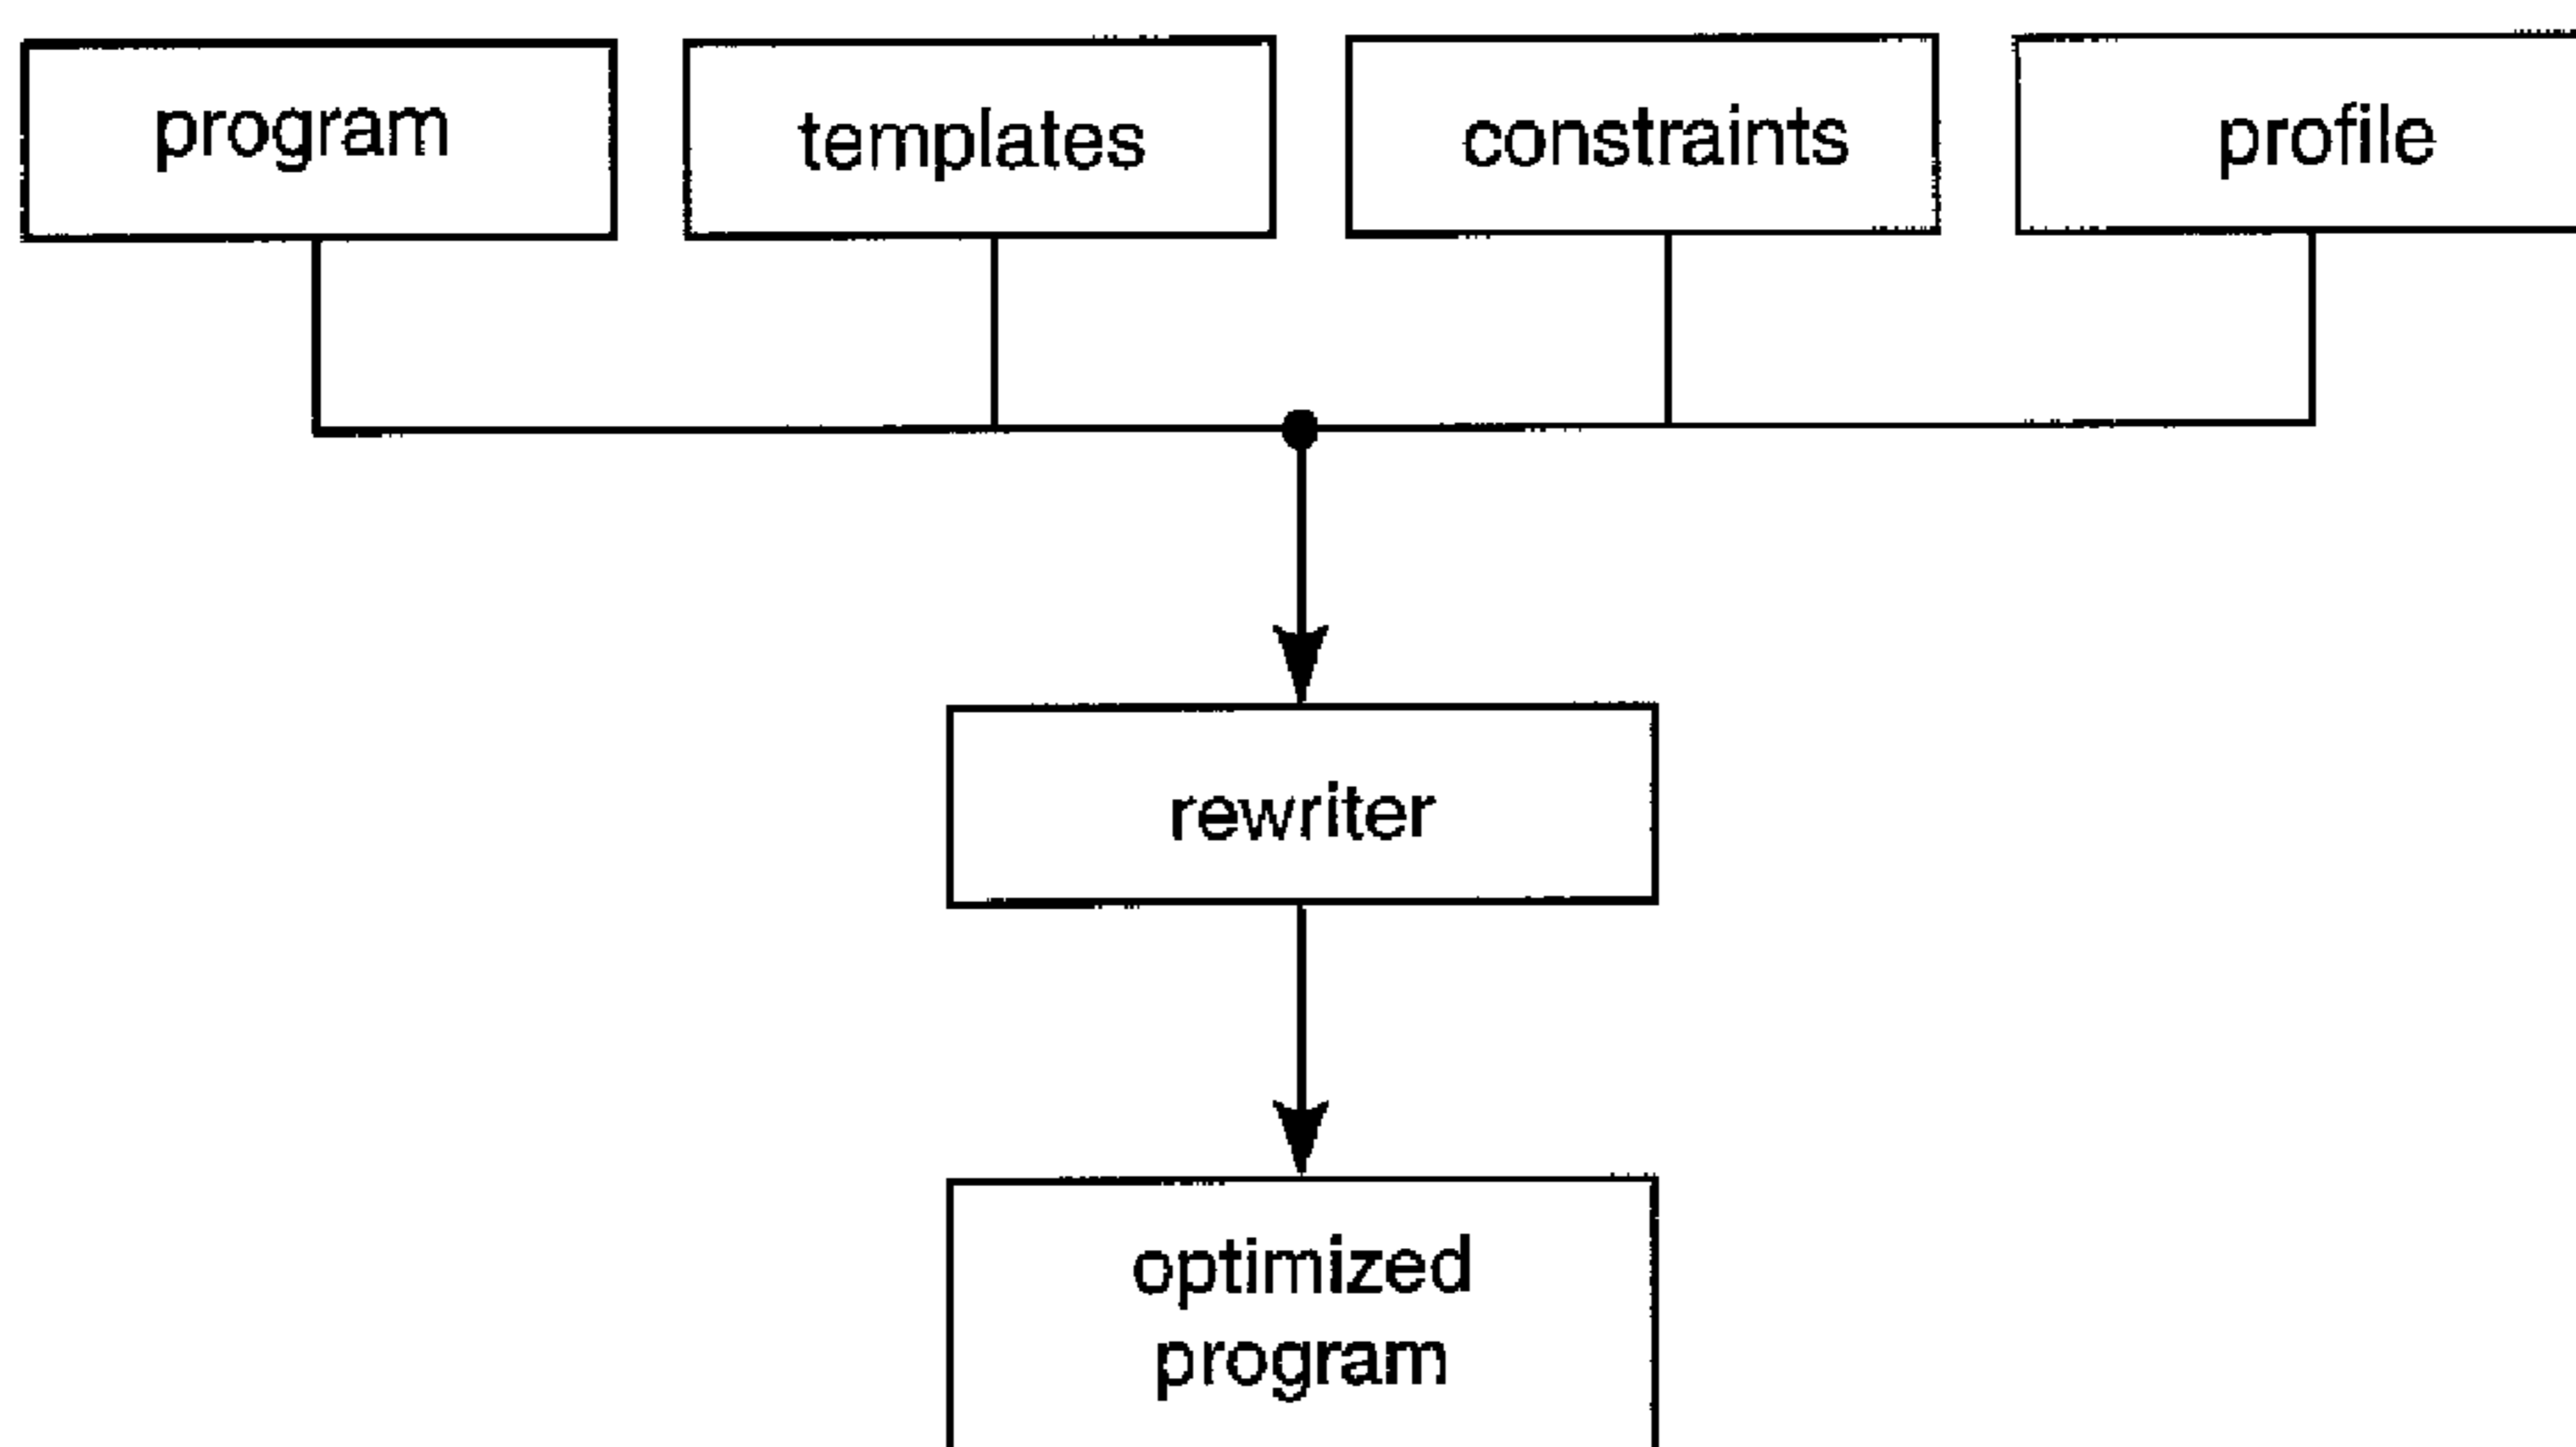 program
templates
constraints
profile
rewriter
optimized
program